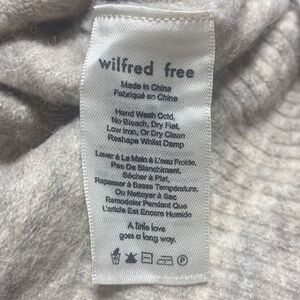 wilfred free
Made in China
Fabriqué en Chine
Hand Wash Cold,
No Bleach, Dry Flat,
Low Iron, Or Dry Clean
Reshape Whilst Damp
Laver À La Main À L'eau Froide,
Pas De Blanchiment,
Sécher À Plat,
Repasser À Basse Température,
Ou Nettoyer À Sec
Remodeler Pendant Que
L'article Est Encore Humide
A little love
goes a long way.